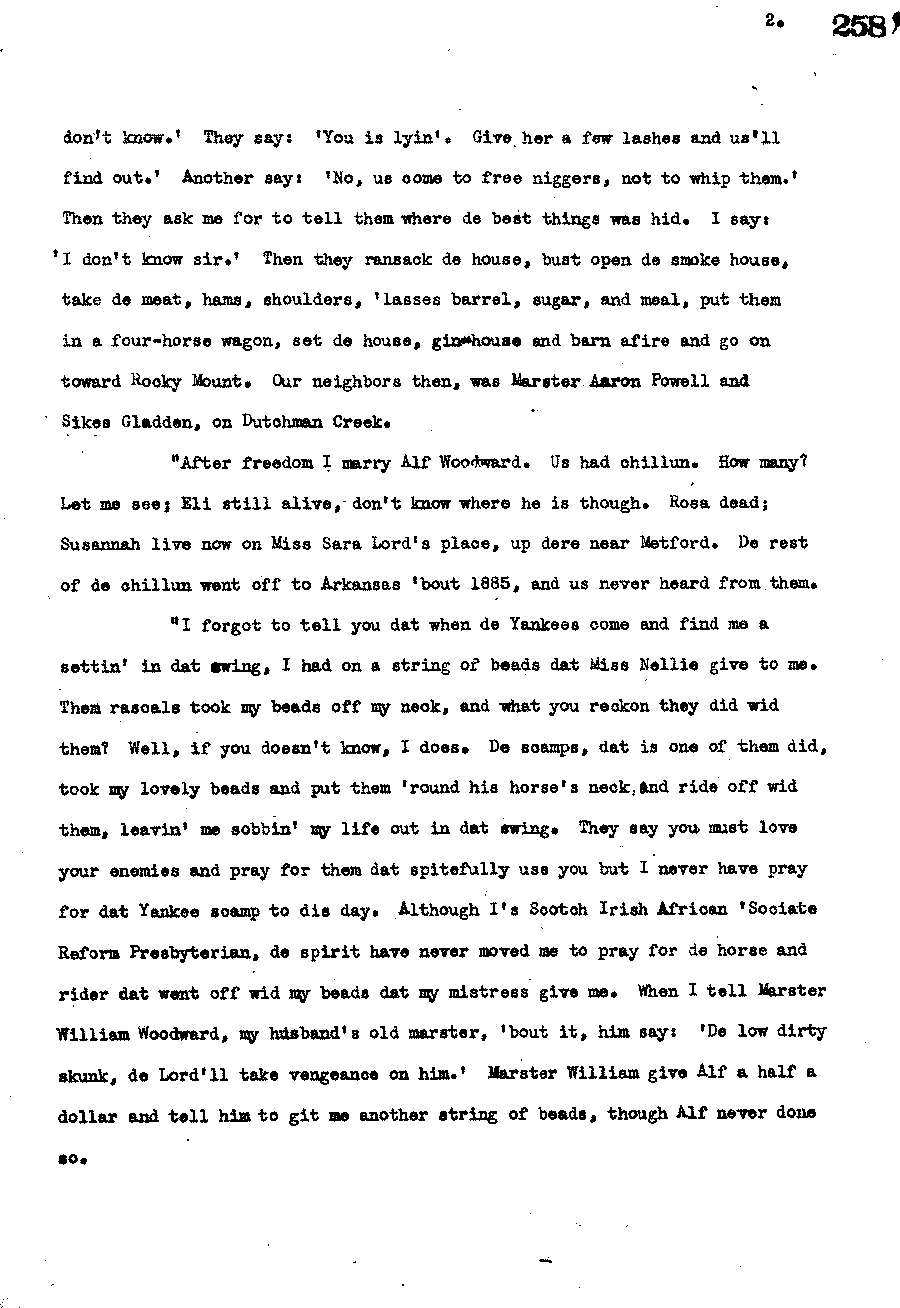 2. 258
don't know.' They say: 'You is lyin'. Give her a few lashes and us'll
find out.' Another say: 'No, us come to free niggers, not to whip them.'
Then they ask me for to tell them where de best things was hid. I say:
'I don't know sir.' Then they ransack de house, bust open de smoke house,
take de meat, hams, shoulders, 'lasses barrel, sugar, and meal, put them
in a four-horse wagon, set de house, gin-house and barn afire and go on
toward Rocky Mount. Our neighbors then, was Marster Aaron Powell and
Sikes Gladden, on Dutchman Creek.
"After freedom I marry Alf Woodward. Us had chillun. How many?
Let me see; Eli still alive, don't know where he is though. Rosa dead;
Susannah live now on Miss Sara Lord's place, up dere near Metford. De rest
of de chillun went off to Arkansas 'bout 1885, and us never heard from them.
"I forgot to tell you dat when de Yankees come and find me a
settin' in dat swing, I had on a string of beads dat Miss Nellie give to me.
Them rascals took my beads off my neck, and what you reckon they did wid
them? Well, if you doesn't know, I does. De scamps, dat is one of them did,
took my lovely beads and put them 'round his horse's neck, and ride off wid
them, leavin' me sobbin' my life out in dat swing. They say you must love
your enemies and pray for them dat spitefully use you but I never have pray
for dat Yankee scamp to dis day. Although I's Scotch Irish African 'Sociate
Reform Presbyterian, de spirit have never moved me to pray for de horse and
rider dat went off wid my beads dat my mistress give me. When I tell Marster
William Woodward, my husband's old marster, 'bout it, him say: 'De low dirty
skunk, de Lord'll take vengeance on him.' Marster William give Alf a half a
dollar and tell him to git me another string of beads, though Alf never done
so.